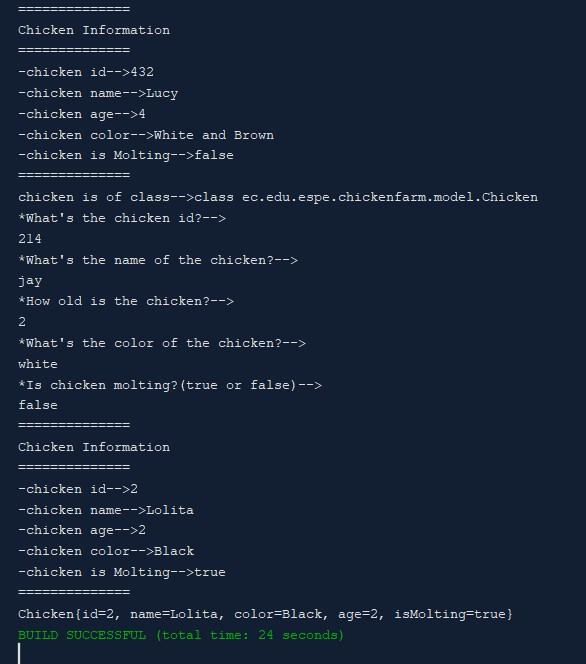 ==============
Chicken Information
==============
-chicken id-->432
-chicken name-->Lucy
-chicken age-->4
-chicken color-->White and Brown
-chicken is Molting-->false
==============
chicken is of class-->class ec.edu.espe.chickenfarm.model.Chicken
*What's the chicken id?-->
214
*What's the name of the chicken?-->
jay
*How old is the chicken?-->
2
*What's the color of the chicken?-->
white
*Is chicken molting?(true or false)-->
false
==============
Chicken Information
==============
-chicken id-->2
-chicken name-->Lolita
-chicken age-->2
-chicken color-->Black
-chicken is Molting-->true
==============
Chicken{id=2, name=Lolita, color=Black, age=2, isMolting=true}
BUILD SUCCESSFUL (total time: 24 seconds)